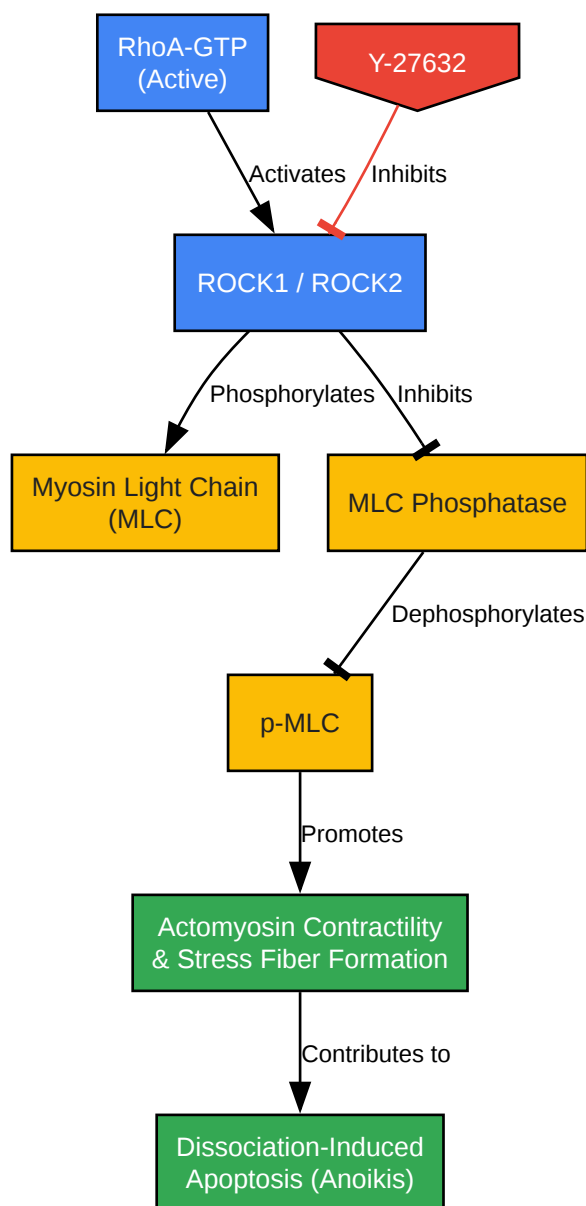 RhoA-GTP
(Active)
Y-27632
Activates
Inhibits
ROCK1 / ROCK2
Phosphorylates
Inhibits
Myosin Light Chain
(MLC)
MLC Phosphatase
Dephosphorylates
p-MLC
Promotes
Actomyosin Contractility
& Stress Fiber Formation
Contributes to
Dissociation-Induced
Apoptosis (Anoikis)